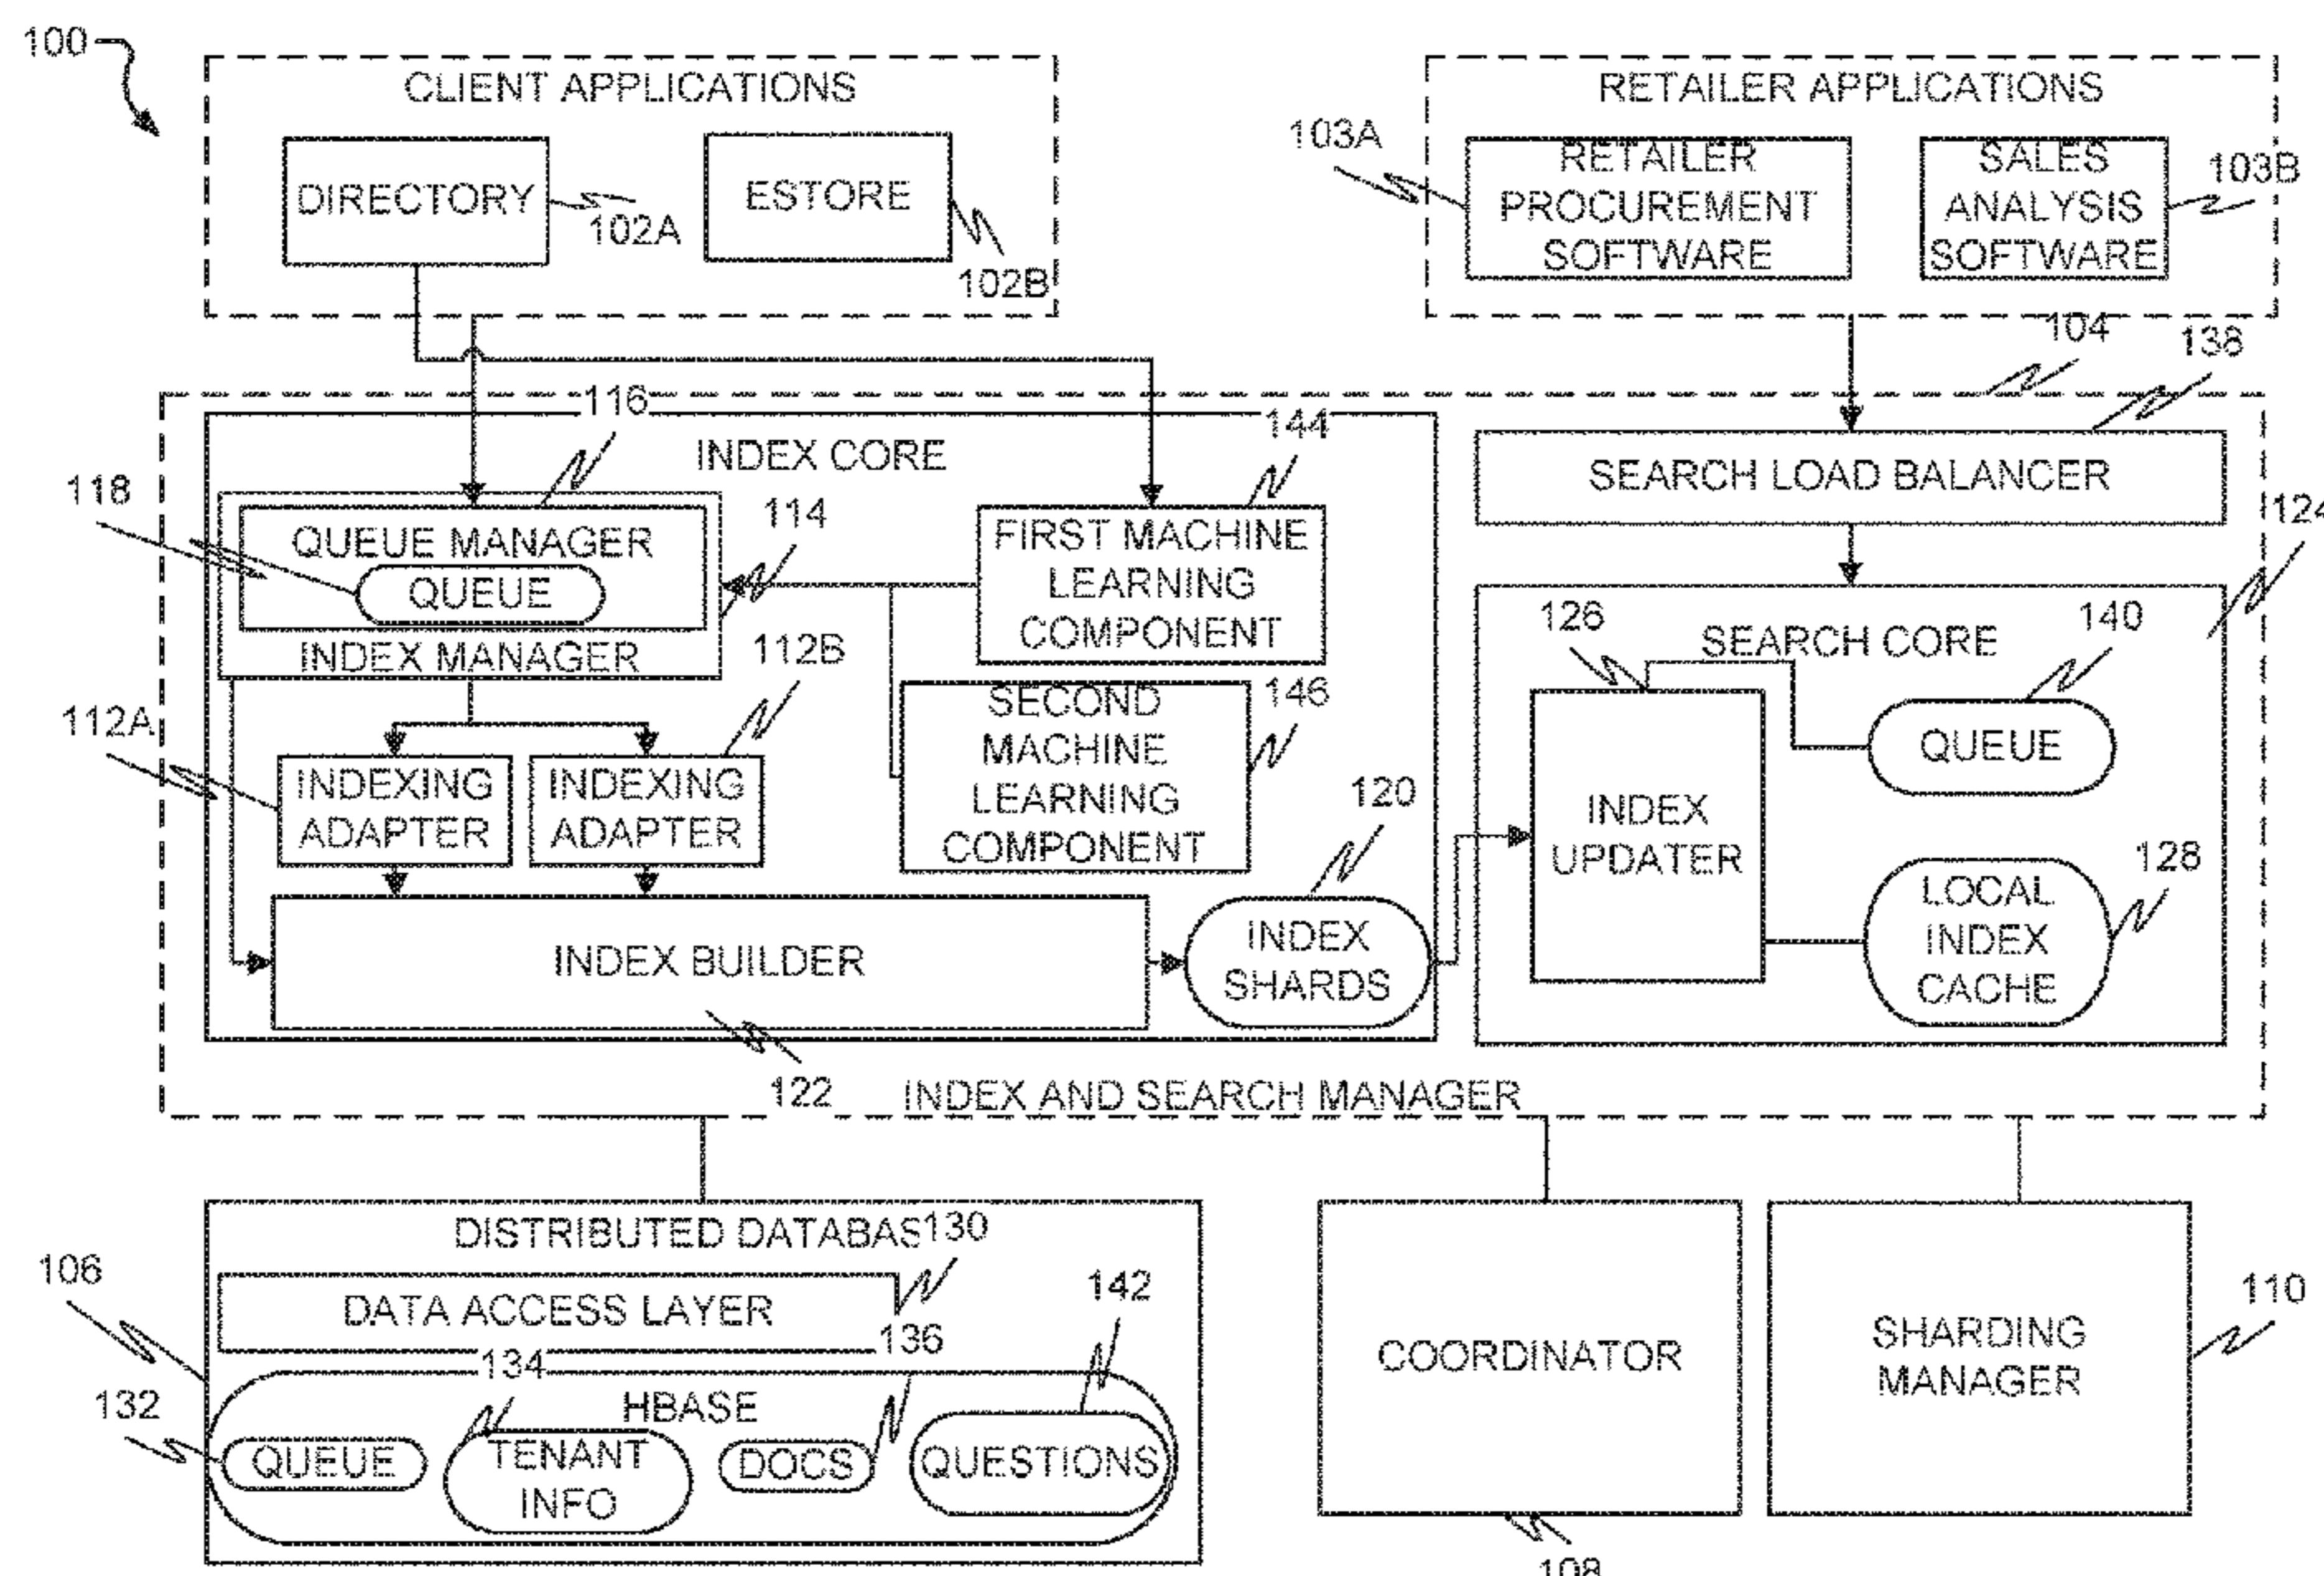 100
CLIENT APPLICATIONS
DIRECTORY
102A
ESTORE
102B
RETAILER APPLICATIONS
103A
RETAILER
PROCUREMENT
SOFTWARE
SALES
ANALYSIS
SOFTWARE
103B
104
138
116
INDEX CORE
144
118
QUEUE MANAGER
QUEUE
INDEX MANAGER
114
FIRST MACHINE
LEARNING
COMPONENT
SEARCH LOAD BALANCER
124
112A
112B
INDEXING
ADAPTER
INDEXING
ADAPTER
SECOND
MACHINE
LEARNING
COMPONENT
146
120
126
SEARCH CORE
140
QUEUE
INDEX
UPDATER
LOCAL
INDEX
CACHE
128
INDEX BUILDER
INDEX
SHARDS
122
INDEX AND SEARCH MANAGER
DISTRIBUTED DATABAS
130
106
DATA ACCESS LAYER
136
142
134
132
HBASE
QUEUE
TENANT
INFO
DOCS
QUESTIONS
COORDINATOR
108
SHARDING
MANAGER
110